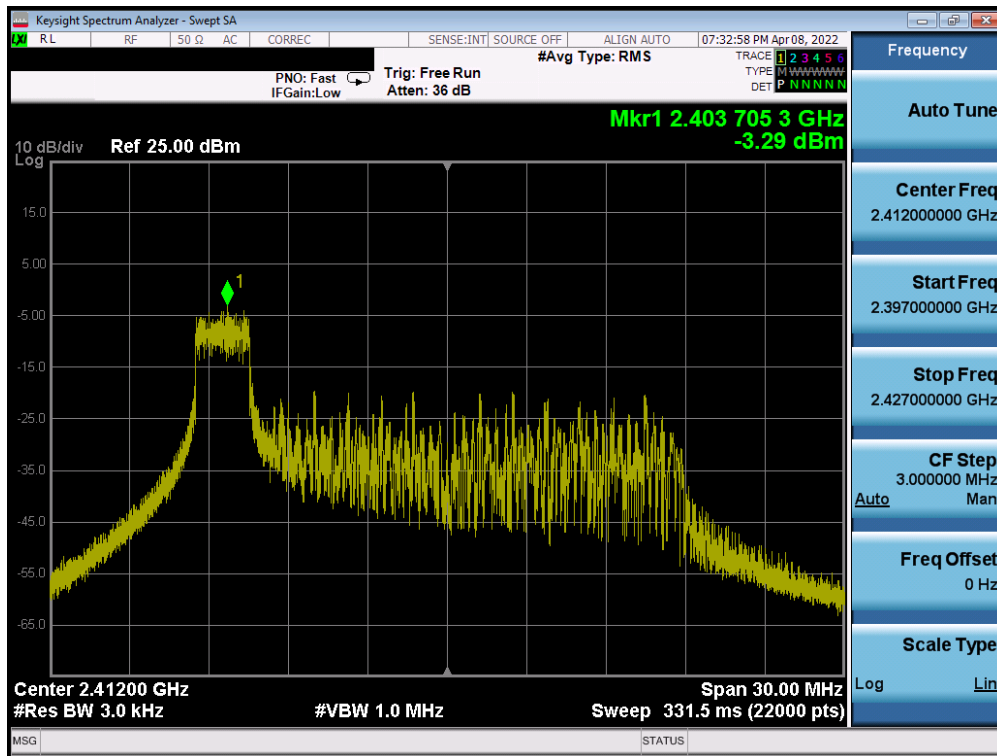 Keysight Spectrum Analyzer - Swept SA
LXI RL RF 50 Ω AC CORREC SENSE:INT SOURCE OFF ALIGN AUTO 07:32:58 PM Apr 08, 2022
Frequency
#Avg Type: RMS
TRACE 1 2 3 4 5 6
PNO: Fast Trig: Free Run
TYPE M WWWWW
IFGain:Low Atten: 36 dB
DET P N N N N N
Auto Tune
Mkr1 2.403 705 3 GHz
-3.29 dBm
10 dB/div Ref 25.00 dBm
Log
15.0
5.00
-5.00
-15.0
-25.0
-35.0
-45.0
-55.0
-65.0
1
Center Freq
2.412000000 GHz
Start Freq
2.397000000 GHz
Stop Freq
2.427000000 GHz
CF Step
3.000000 MHz
Auto Man
Freq Offset
0 Hz
Scale Type
Log Lin
Center 2.41200 GHz Span 30.00 MHz
#Res BW 3.0 kHz #VBW 1.0 MHz Sweep 331.5 ms (22000 pts)
MSG STATUS